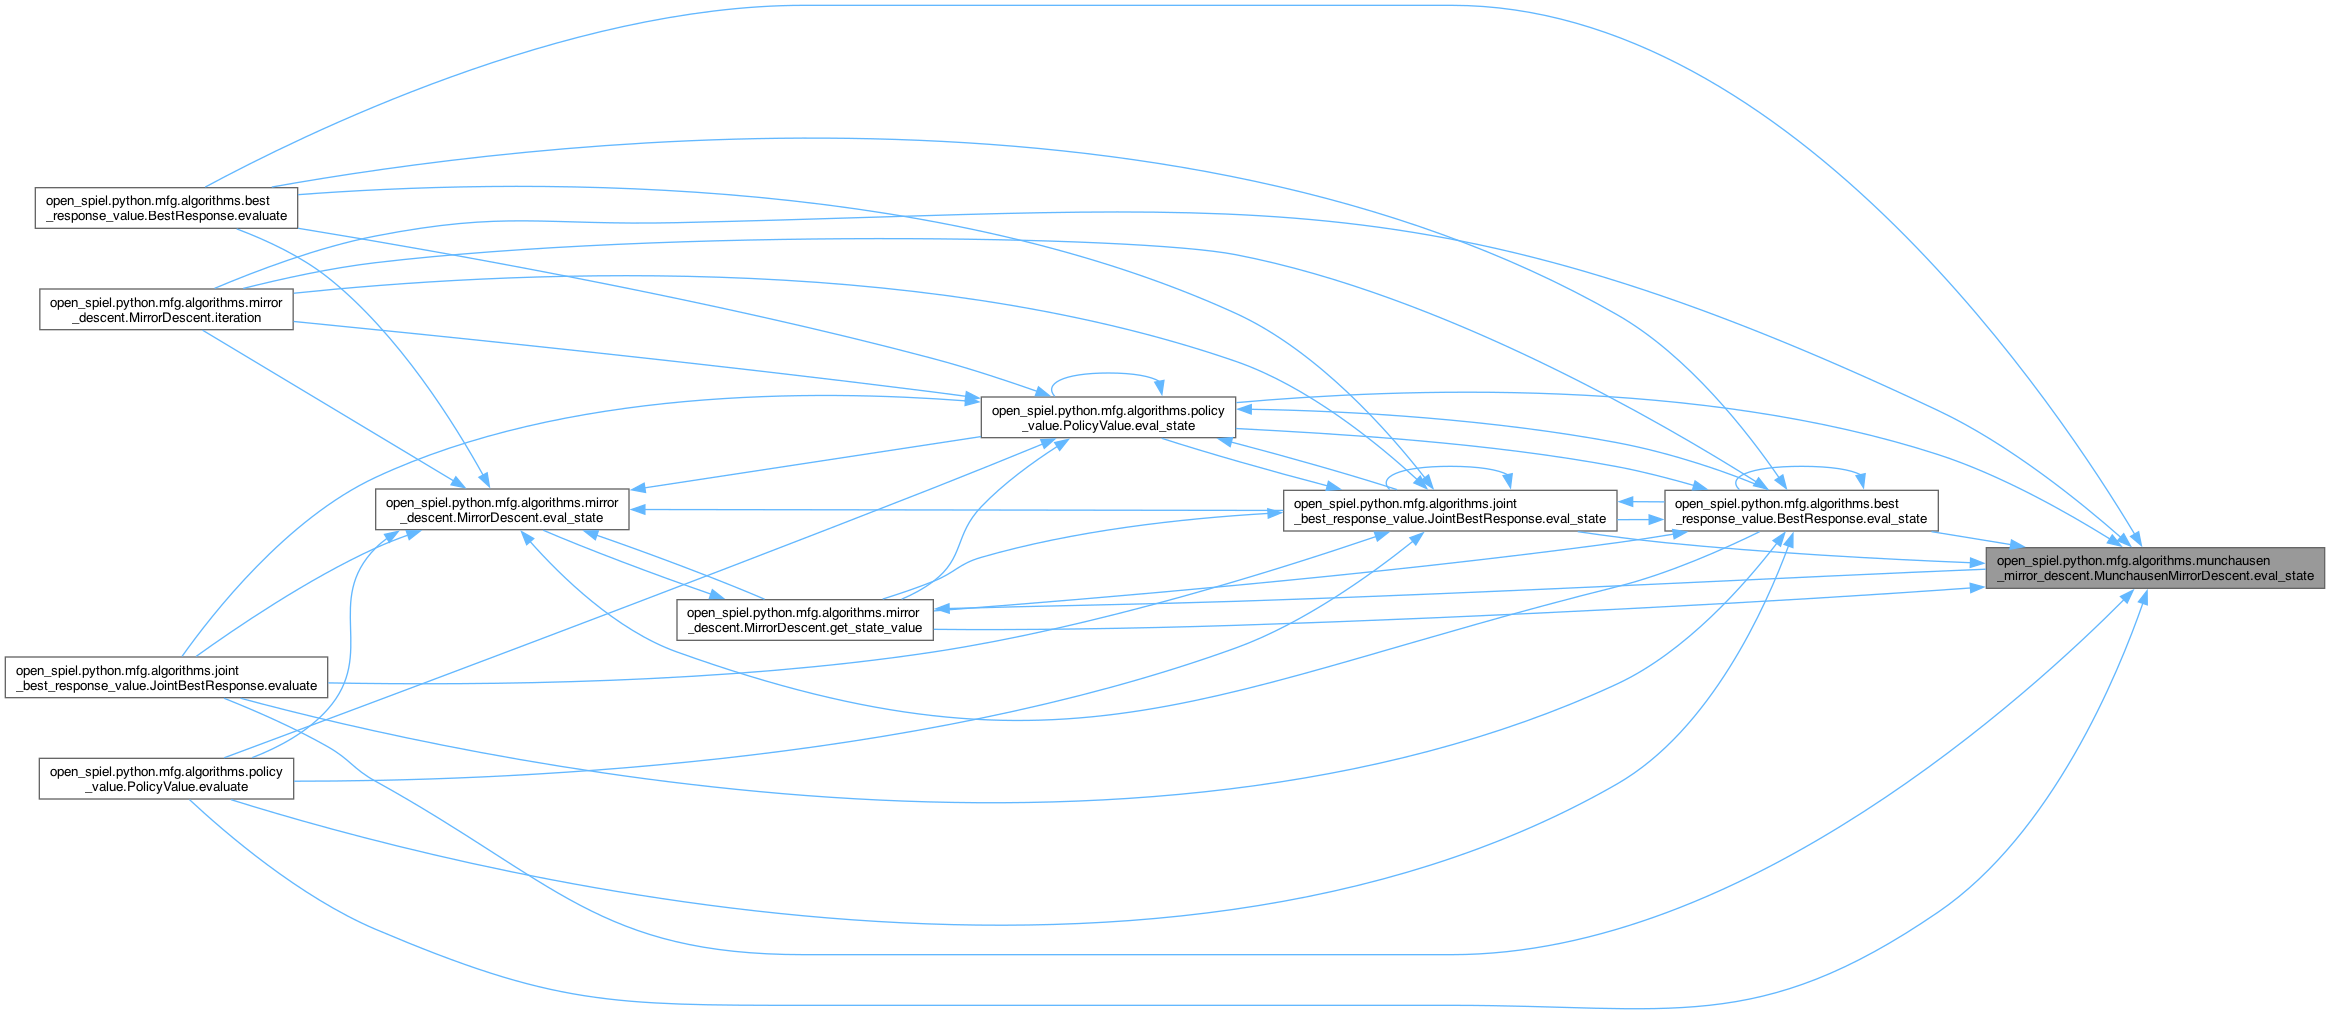 open_spiel.python.mfg.algorithms.best
_response_value.BestResponse.evaluate
open_spiel.python.mfg.algorithms.mirror
_descent.MirrorDescent.iteration
open_spiel.python.mfg.algorithms.policy
_value.PolicyValue.eval_state
open_spiel.python.mfg.algorithms.mirror
_descent.MirrorDescent.eval_state
open_spiel.python.mfg.algorithms.joint
_best_response_value.JointBestResponse.eval_state
open_spiel.python.mfg.algorithms.best
_response_value.BestResponse.eval_state
open_spiel.python.mfg.algorithms.munchausen
_mirror_descent.MunchausenMirrorDescent.eval_state
open_spiel.python.mfg.algorithms.mirror
_descent.MirrorDescent.get_state_value
open_spiel.python.mfg.algorithms.joint
_best_response_value.JointBestResponse.evaluate
open_spiel.python.mfg.algorithms.policy
_value.PolicyValue.evaluate